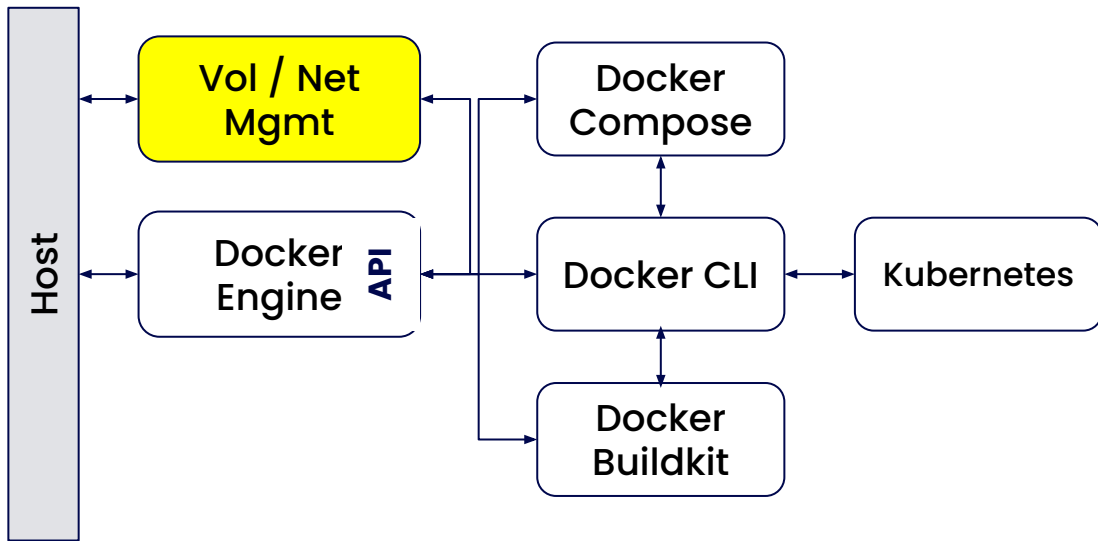 Host
Vol / Net
Mgmt
Docker
Engine
API
Docker
Compose
Docker CLI
Docker
Buildkit
Kubernetes